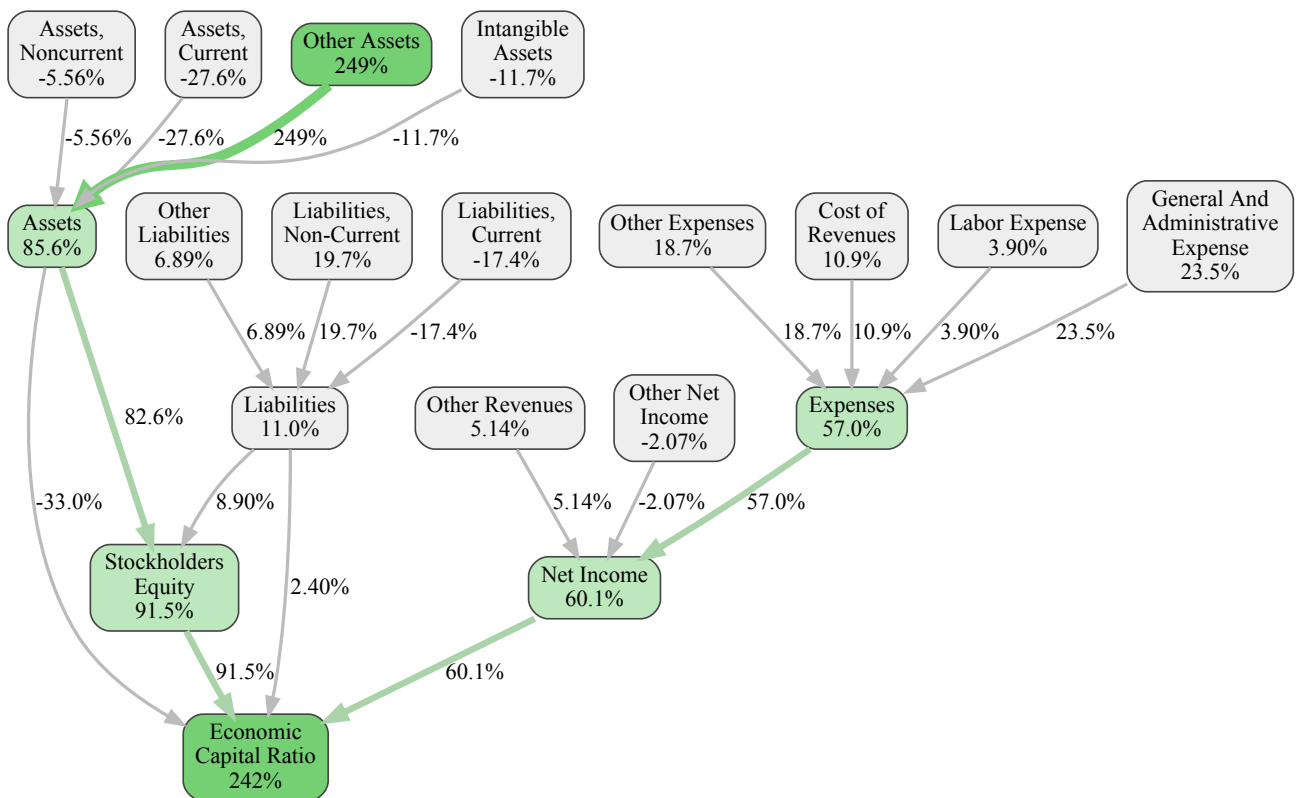 Assets,
Noncurrent
-5.56%
Assets,
Current
-27.6%
Other Assets
249%
Intangible
Assets
-11.7%
-5.56%
-27.6%
249%
-11.7%
Assets
85.6%
Other
Liabilities
6.89%
Liabilities,
Non-Current
19.7%
Liabilities,
Current
-17.4%
Other Expenses
18.7%
Cost of
Revenues
10.9%
Labor Expense
3.90%
General And
Administrative
Expense
23.5%
6.89%
19.7%
-17.4%
18.7%
10.9%
3.90%
23.5%
82.6%
Liabilities
11.0%
Other Revenues
5.14%
Other Net
Income
-2.07%
Expenses
57.0%
-33.0%
8.90%
5.14%
-2.07%
57.0%
Stockholders
Equity
91.5%
2.40%
Net Income
60.1%
91.5%
60.1%
Economic
Capital Ratio
242%